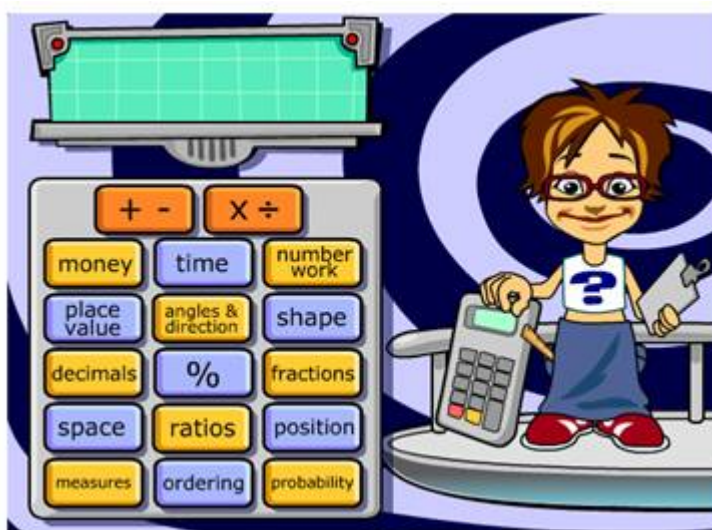 + - x ÷
money time number work
place value angles & direction shape
decimals % fractions
space ratios position
measures ordering probability
?